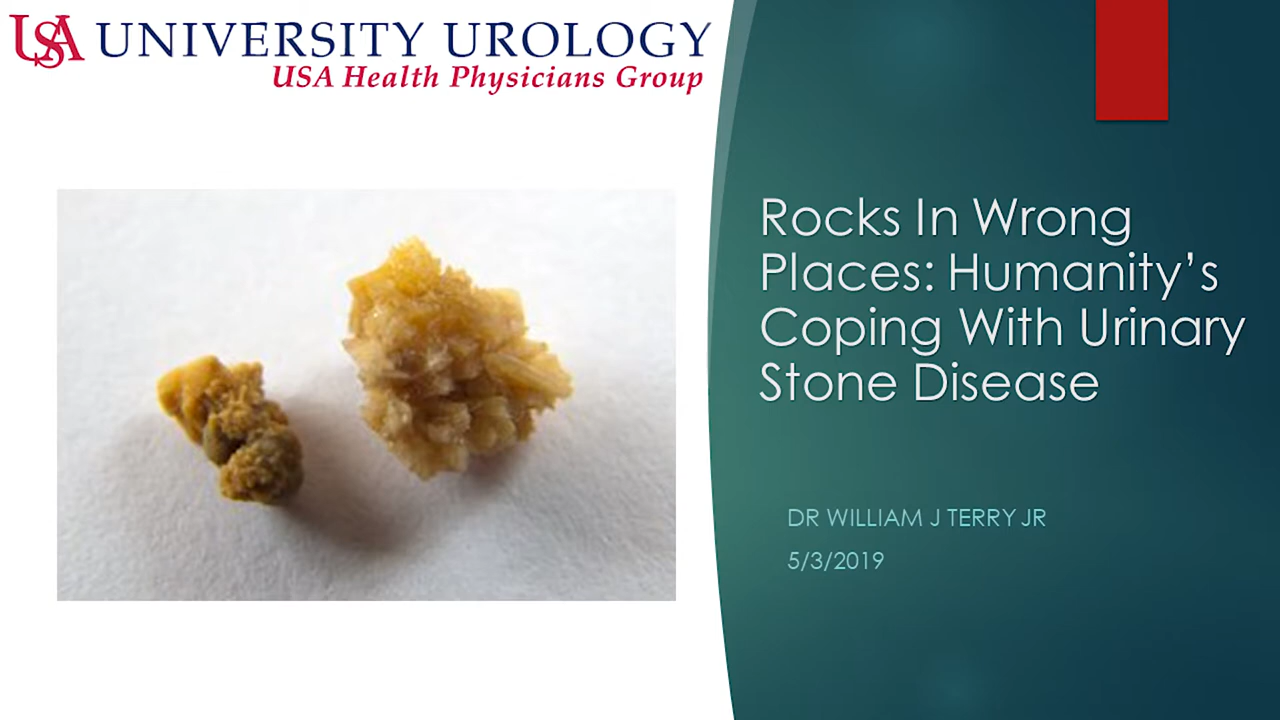 USA UNIVERSITY UROLOGY
USA Health Physicians Group
Rocks In Wrong
Places: Humanity’s
Coping With Urinary
Stone Disease
DR WILLIAM J TERRY JR
5/3/2019